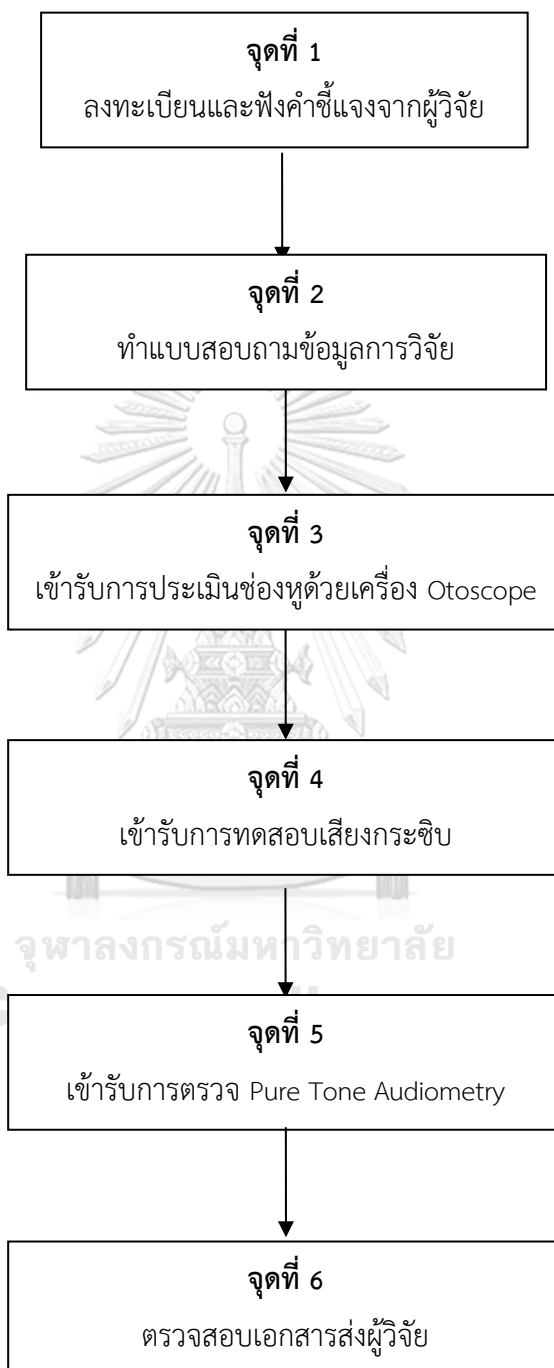 จุดที่ 1
ลงทะเบียนและฟังคำชี้แจงจากผู้วิจัย
จุดที่ 2
ทำแบบสอบถามข้อมูลการวิจัย
จุดที่ 3
เข้ารับการประเมินช่องหูด้วยเครื่อง Otoscope
จุดที่ 4
เข้ารับการทดสอบเสียงกระซิบ
จุฬาลงกรณ์มหาวิทยาลัย
จุดที่ 5
เข้ารับการตรวจ Pure Tone Audiometry
จุดที่ 6
ตรวจสอบเอกสารส่งผู้วิจัย